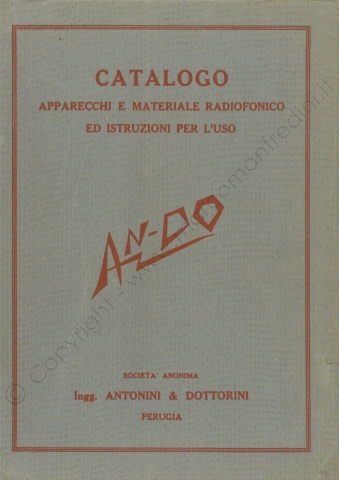 CATALOGO
APPARECCHI E MATERIALE RADIOFONICO
ED ISTRUZIONI PER L'USO
AN-DO
SOCIETA' ANONIMA
Ingg. ANTONINI & DOTTORINI
PERUGIA